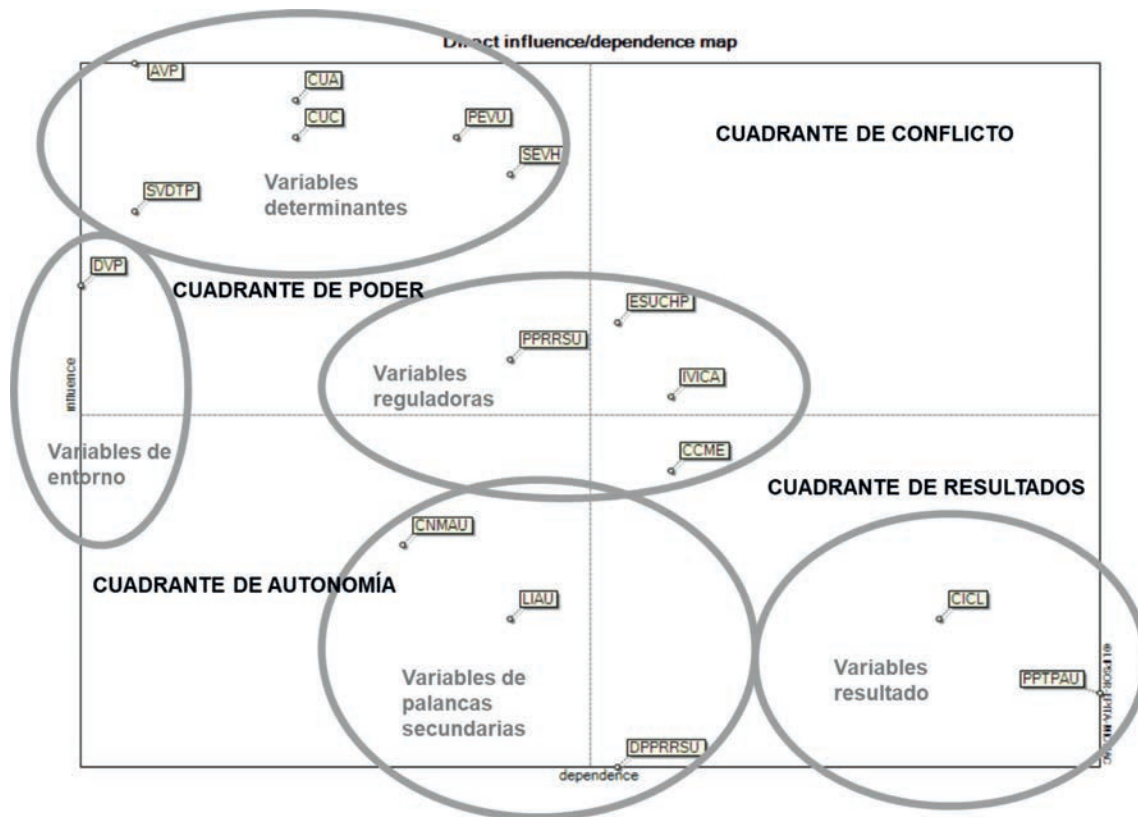 Direct influence/dependence map
AVP
CUA
CUC
PEVU
SEVH
CUADRANTE DE CONFLICTO
SVDTP
Variables
determinantes
DVP
CUADRANTE DE PODER
ESUCHP
PPRRSU
IVICA
Variables
reguladoras
influence
Variables de
entorno
CCME
CUADRANTE DE RESULTADOS
CNMAU
CUADRANTE DE AUTONOMÍA
LIAU
CICL
Variables
resultado
PPTPAU
Variables de
palancas
secundarias
DPPRRSU
dependence